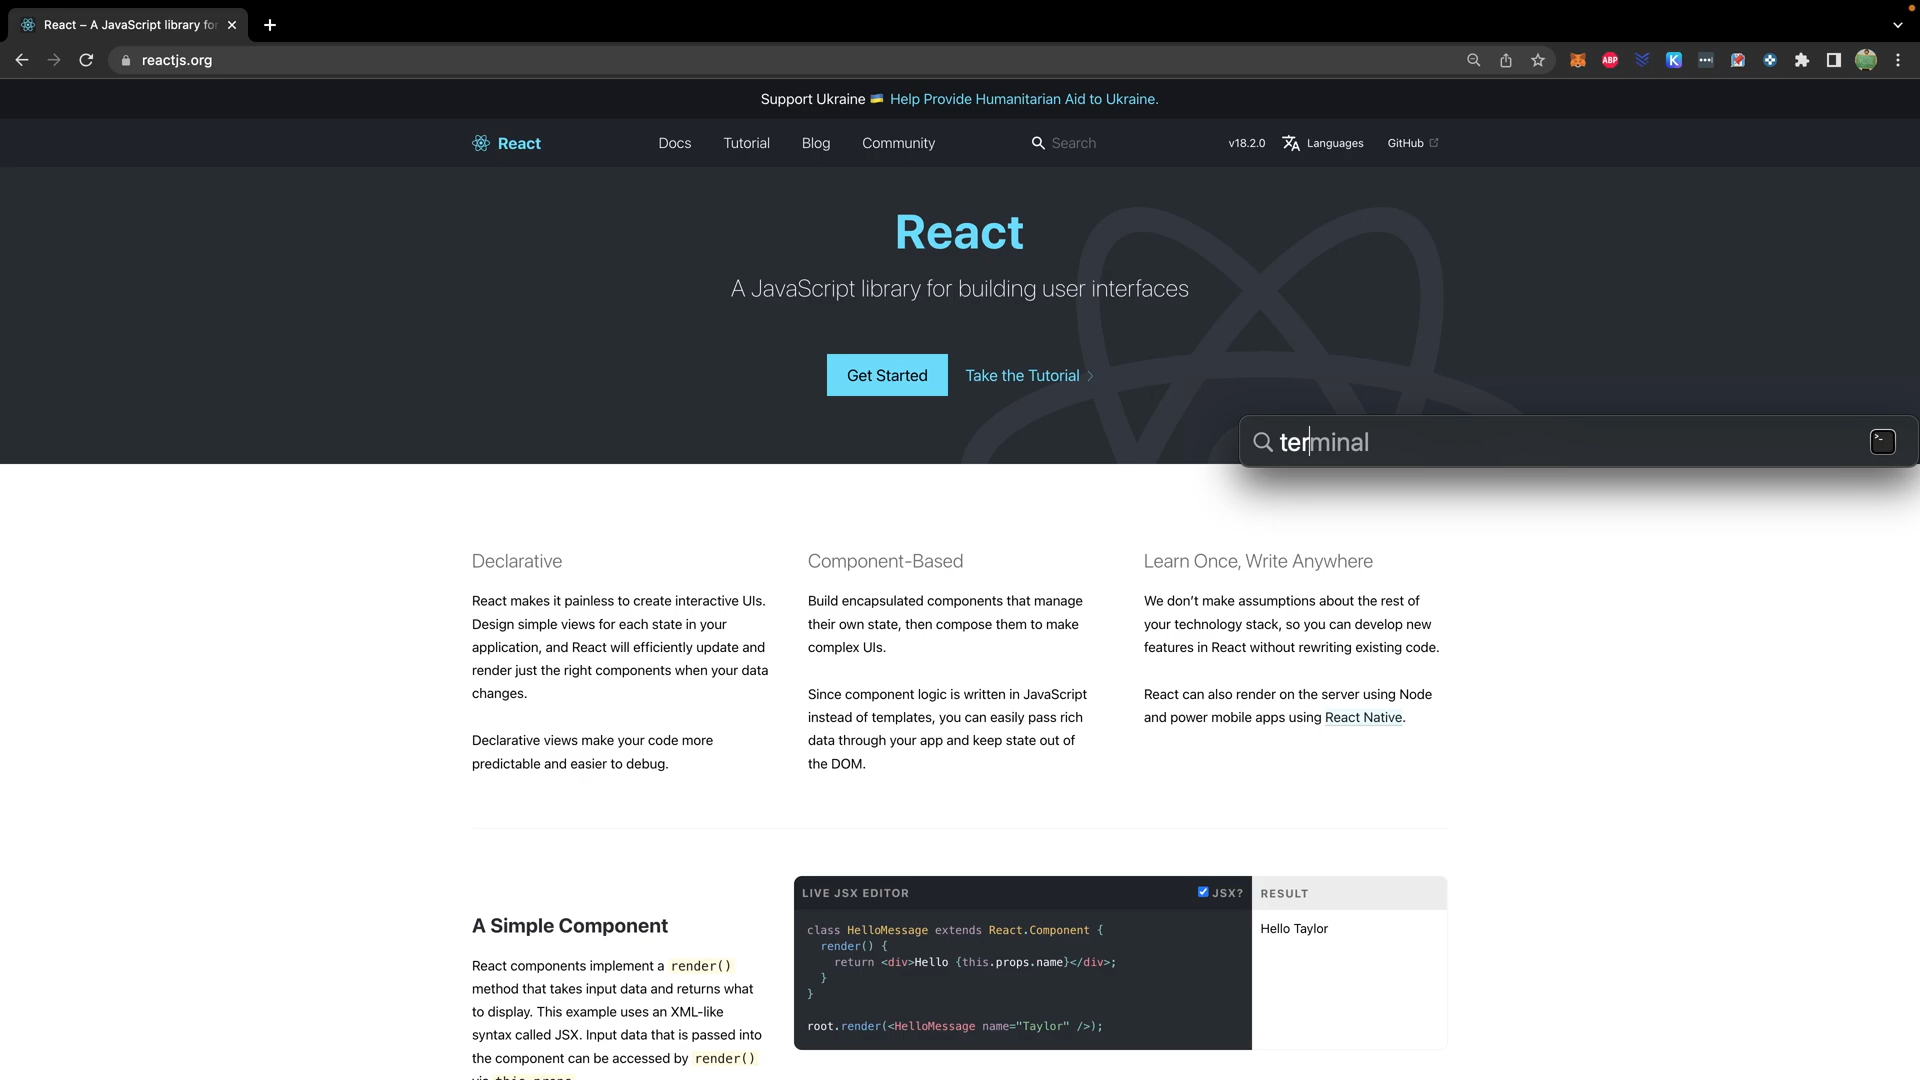 React – A JavaScript library for
reactjs.org
ABP
K
Support Ukraine 🇺🇦 Help Provide Humanitarian Aid to Ukraine.
React
Docs
Tutorial
Blog
Community
Search
v18.2.0
Languages
GitHub
React
A JavaScript library for building user interfaces
Get Started
Take the Tutorial
terminal
Declarative
React makes it painless to create interactive UIs.
Design simple views for each state in your
application, and React will efficiently update and
render just the right components when your data
changes.
Declarative views make your code more
predictable and easier to debug.
Component-Based
Build encapsulated components that manage
their own state, then compose them to make
complex UIs.
Since component logic is written in JavaScript
instead of templates, you can easily pass rich
data through your app and keep state out of
the DOM.
Learn Once, Write Anywhere
We don’t make assumptions about the rest of
your technology stack, so you can develop new
features in React without rewriting existing code.
React can also render on the server using Node
and power mobile apps using React Native.
A Simple Component
React components implement a render()
method that takes input data and returns what
to display. This example uses an XML-like
syntax called JSX. Input data that is passed into
the component can be accessed by render()
via this.props
LIVE JSX EDITOR
JSX?
class HelloMessage extends React.Component {
render() {
return <div>Hello {this.props.name}</div>;
}
}
root.render(<HelloMessage name="Taylor" />);
RESULT
Hello Taylor